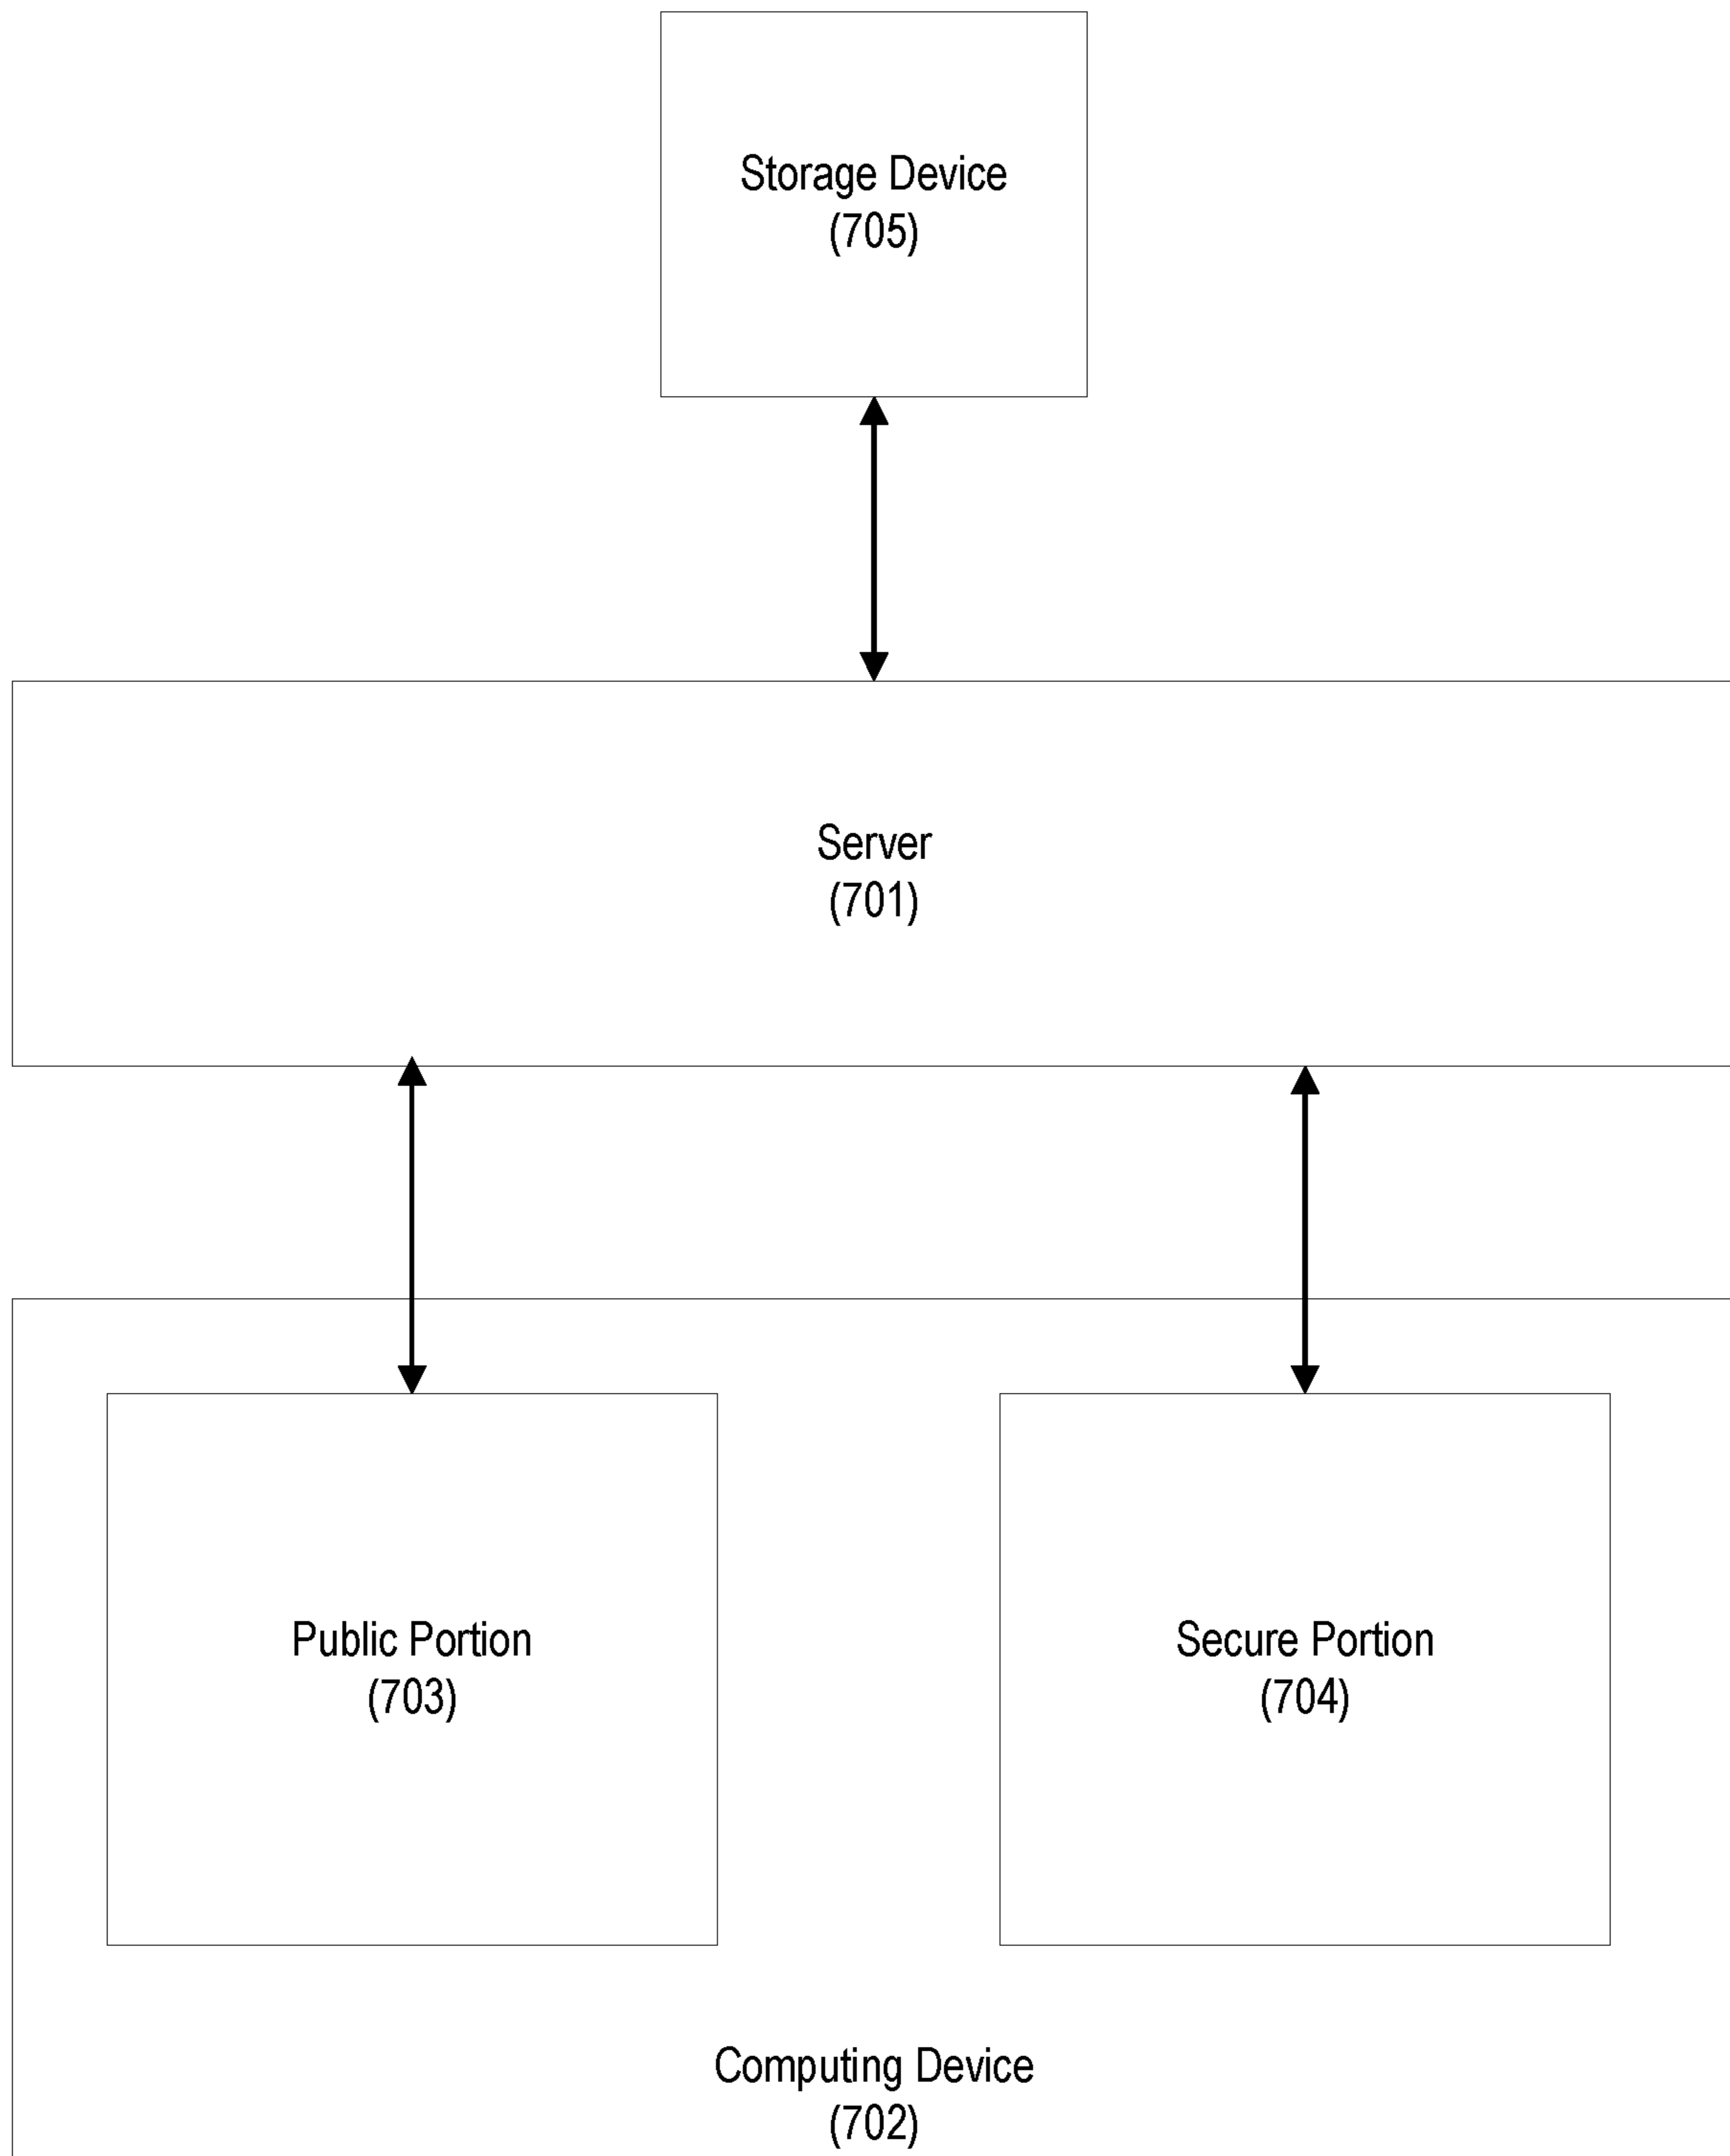 Storage Device
(705)
Server
(701)
Public Portion
(703)
Secure Portion
(704)
Computing Device
(702)